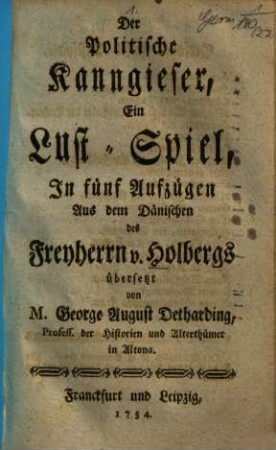 Der
Politische
Kanngieser,
Ein
Lust-Spiel,
In fünf Aufzügen
Aus dem Dänischen
des
Freyherrn v. Holbergs
übersetzt
von
M. George August Detharding,
Profess. der Historien und Alterthümer
in Altona.
Franckfurt und Leipzig,
1754.